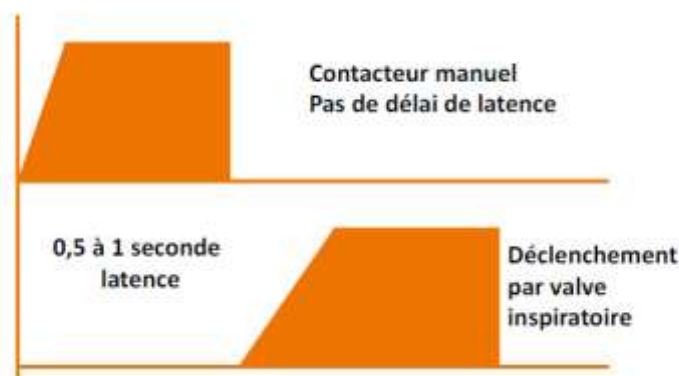 Contacteur manuel
Pas de délai de latence
0,5 à 1 seconde
latence
Déclenchement
par valve
inspiratoire